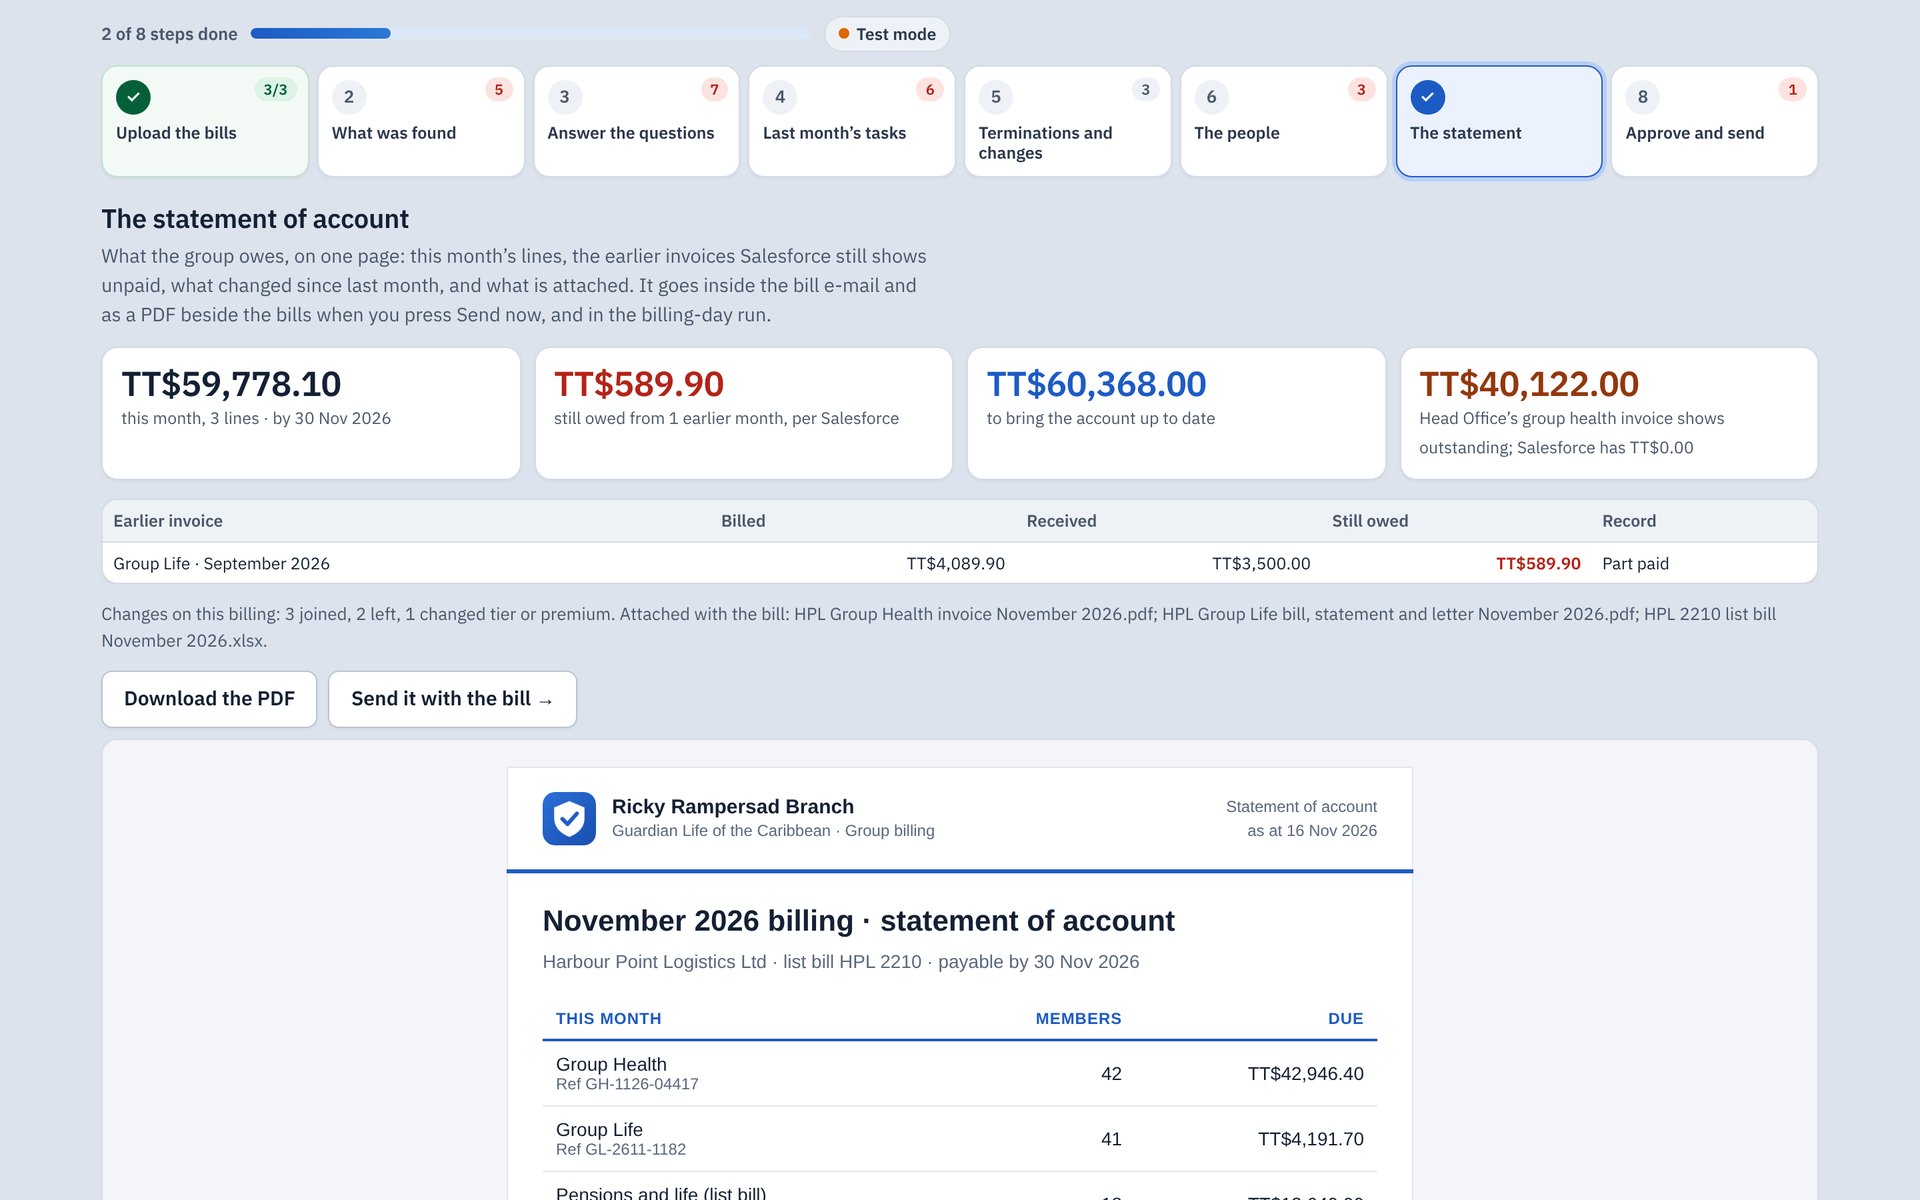 2 of 8 steps done
Test mode
3/3
Upload the bills
2
5
What was found
3
7
Answer the questions
4
6
Last month’s tasks
5
3
Terminations and
changes
6
3
The people
The statement
8
1
Approve and send
The statement of account
What the group owes, on one page: this month’s lines, the earlier invoices Salesforce still shows
unpaid, what changed since last month, and what is attached. It goes inside the bill e-mail and
as a PDF beside the bills when you press Send now, and in the billing-day run.
TT$59,778.10
this month, 3 lines · by 30 Nov 2026
TT$589.90
still owed from 1 earlier month, per Salesforce
TT$60,368.00
to bring the account up to date
TT$40,122.00
Head Office’s group health invoice shows
outstanding; Salesforce has TT$0.00
Earlier invoice Billed Received Still owed Record
Group Life · September 2026 TT$4,089.90 TT$3,500.00 TT$589.90 Part paid
Changes on this billing: 3 joined, 2 left, 1 changed tier or premium. Attached with the bill: HPL Group Health invoice November 2026.pdf; HPL Group Life bill, statement and letter November 2026.pdf; HPL 2210 list bill
November 2026.xlsx.
Download the PDF
Send it with the bill →
Ricky Rampersad Branch
Guardian Life of the Caribbean · Group billing
Statement of account
as at 16 Nov 2026
November 2026 billing · statement of account
Harbour Point Logistics Ltd · list bill HPL 2210 · payable by 30 Nov 2026
THIS MONTH MEMBERS DUE
Group Health
Ref GH-1126-04417
42 TT$42,946.40
Group Life
Ref GL-2611-1182
41 TT$4,191.70
Pensions and life (list bill)